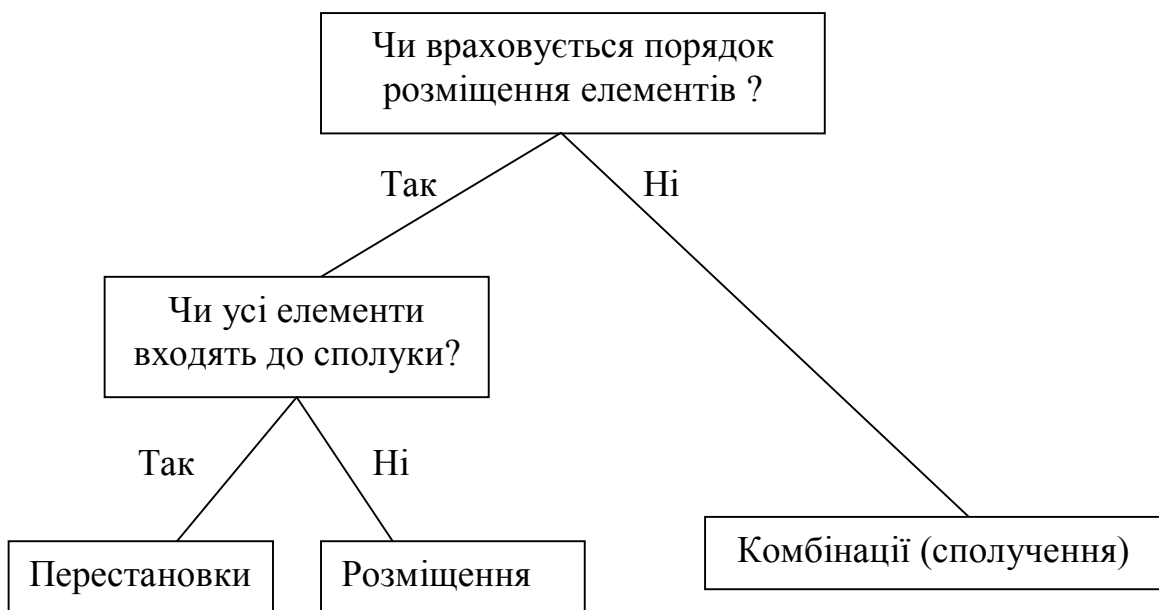 Чи враховується порядок
розміщення елементів ?
Так
Ні
Чи усі елементи
входять до сполуки?
Так
Ні
Перестановки
Розміщення
Комбінації (сполучення)